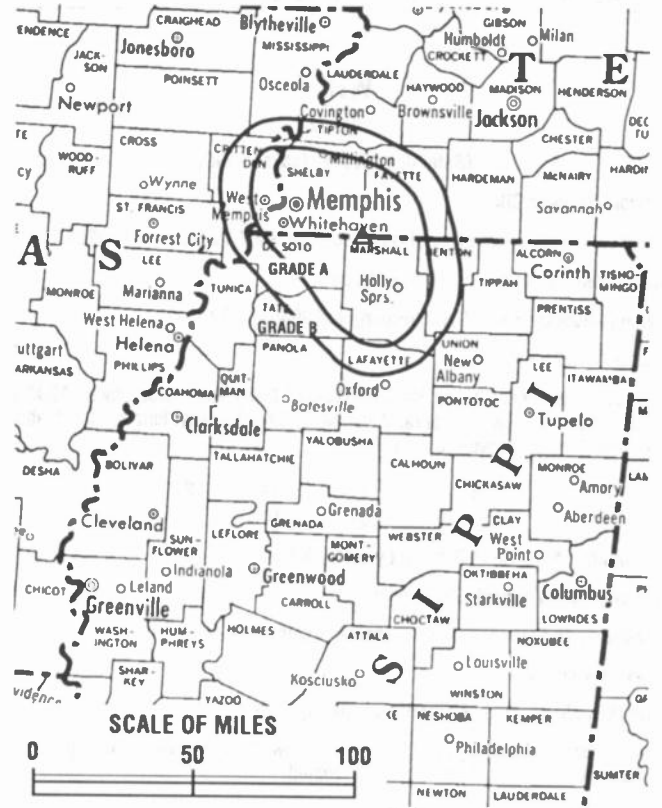 CRAIGHEAD
Blytheville
GIBSON
ENDENCE
Jonesboro
MISSISSIPPI
Humboldt
Milan
CROCKETT
JACK-
SON
POINSETT
Osceola
LAUDERDALE
T E
HAYWOOD
MADISON
HENDERSON
Newport
Covington
Brownsville
Jackson
TIPTON
CROSS
CRITTEN-
DEN
Millington
CHESTER
WOOD-
RUFF
SHELBY
FAYETTE
HARDEMAN
McNAIRY
HARDIN
Wynne
West
Memphis
Memphis
Savannah
ST. FRANCIS
Whitehaven
Forrest City
DE SOTO
MARSHALL
BENTON
ALCORN
A S
LEE
GRADE A
Corinth
TISHO-
MINGO
Marianna
TUNICA
Holly
Sprs.
TIPPAH
MONROE
TATE
PRENTISS
West Helena
GRADE B
Helena
PANOLA
UNION
uttgart
ARKANSAS
PHILLIPS
LAFAYETTE
New
Albany
LEE
ITAWAMBA
COAHOMA
QUIT-
MAN
Oxford
PONTOTOC
I
Batesville
Clarksdale
Tupelo
YALOBUSHA
TALLAHATCHIE
P
DESHA
BOLIVAR
CALHOUN
CHICKASAW
MONROE
Amory
Aberdeen
Cleveland
Grenada
P
CLAY
SUN-
FLOWER
LEFLORE
GRENADA
WEBSTER
West
Point
MONT-
GOMERY
CHICOT
Leland
Indianola
Greenwood
OKTIBBEHA
Columbus
Greenville
CARROLL
I
Starkville
CHOCTAW
LOWNDES
WASH-
INGTON
HUM-
PHREYS
HOLMES
ATTALA
NOXUBEE
S
Louisville
SHAR-
KEY
Kosciusko
WINSTON
YAZOO
SCALE OF MILES
NESHOBA
KEMPER
0 50 100
Philadelphia
SUMTER
NEWTON
LAUDERDALE